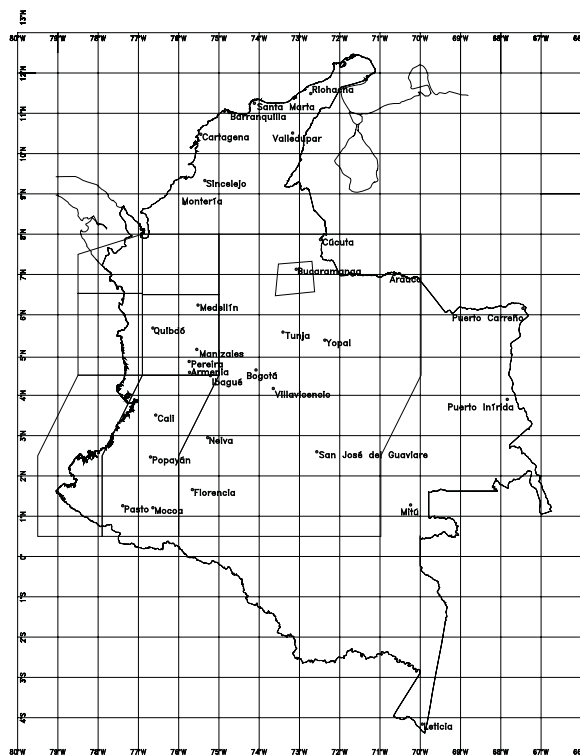 13°N
80°W 79°W 78°W 77°W 76°W 75°W 74°W 73°W 72°W 71°W 70°W 69°W 68°W 67°W 66°W
12°N
Riohacha
Santa Marta
11°N
Barranquilla
Cartagena
Valledupar
10°N
Sincelejo
9°N
Montería
8°N
Cúcuta
Bucaramanga
7°N
Arauca
Medellín
Puerto Carreño
6°N
Quibdó
Tunja
Yopal
Manizales
5°N
Pereira
Armenia
Bogotá
Ibagué
4°N
Villavicencio
Puerto Inírida
Cali
3°N
Neiva
San José del Guaviare
Popayán
2°N
Florencia
Pasto
Mocoa
Mitú
1°N
0°
1°S
2°S
3°S
4°S
Leticia
80°W 79°W 78°W 77°W 76°W 75°W 74°W 73°W 72°W 71°W 70°W 69°W 68°W 67°W 66°W